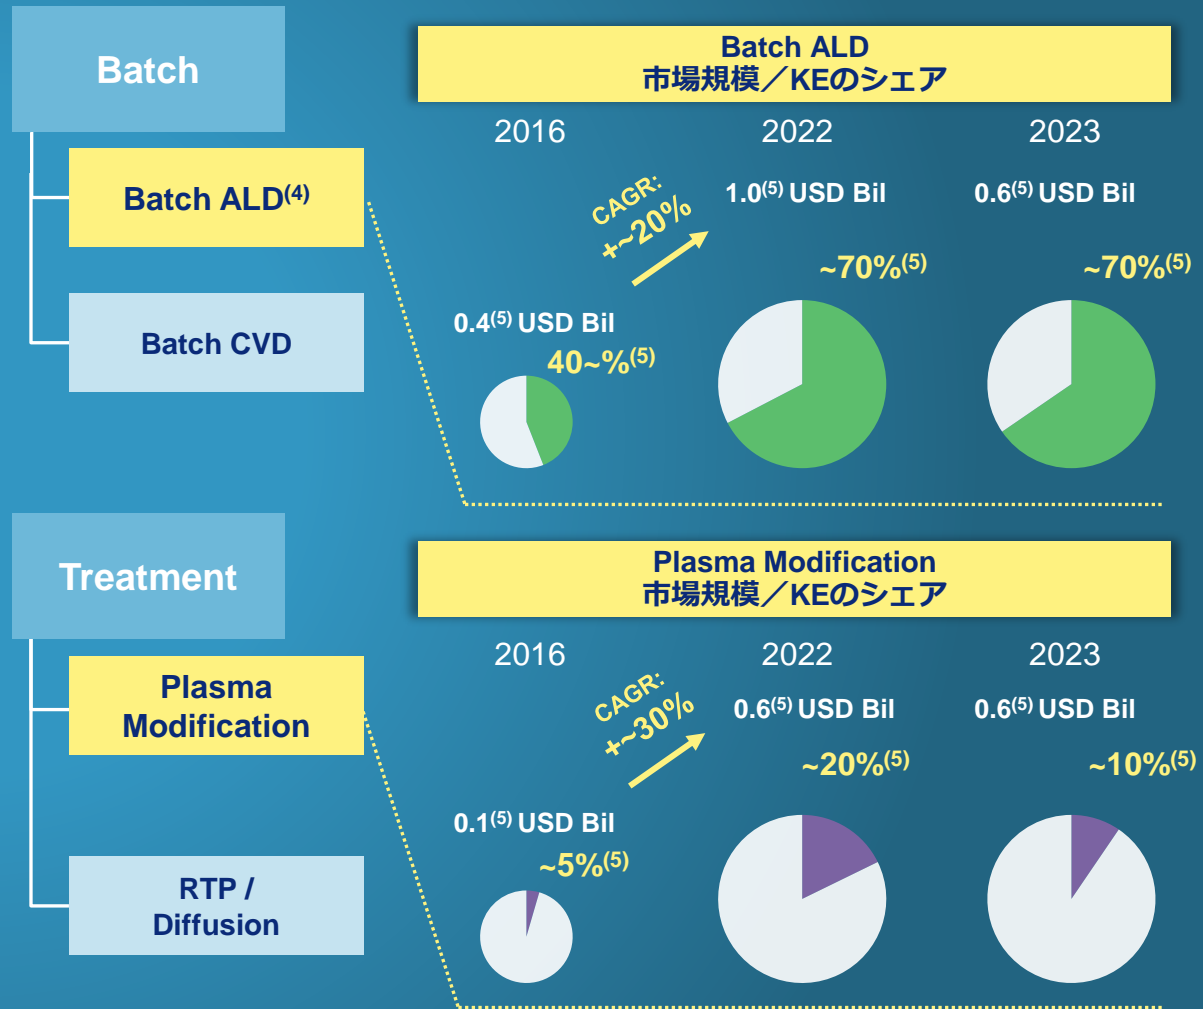 Batch
Batch ALD(4)
Batch CVD
Batch ALD
市場規模／KEのシェア
2016
2022
2023
CAGR:
+~20%
0.4(5) USD Bil
40~%(5)
1.0(5) USD Bil
~70%(5)
0.6(5) USD Bil
~70%(5)
Treatment
Plasma
Modification
RTP /
Diffusion
Plasma Modification
市場規模／KEのシェア
2016
2022
2023
CAGR:
+~30%
0.1(5) USD Bil
~5%(5)
0.6(5) USD Bil
~20%(5)
0.6(5) USD Bil
~10%(5)